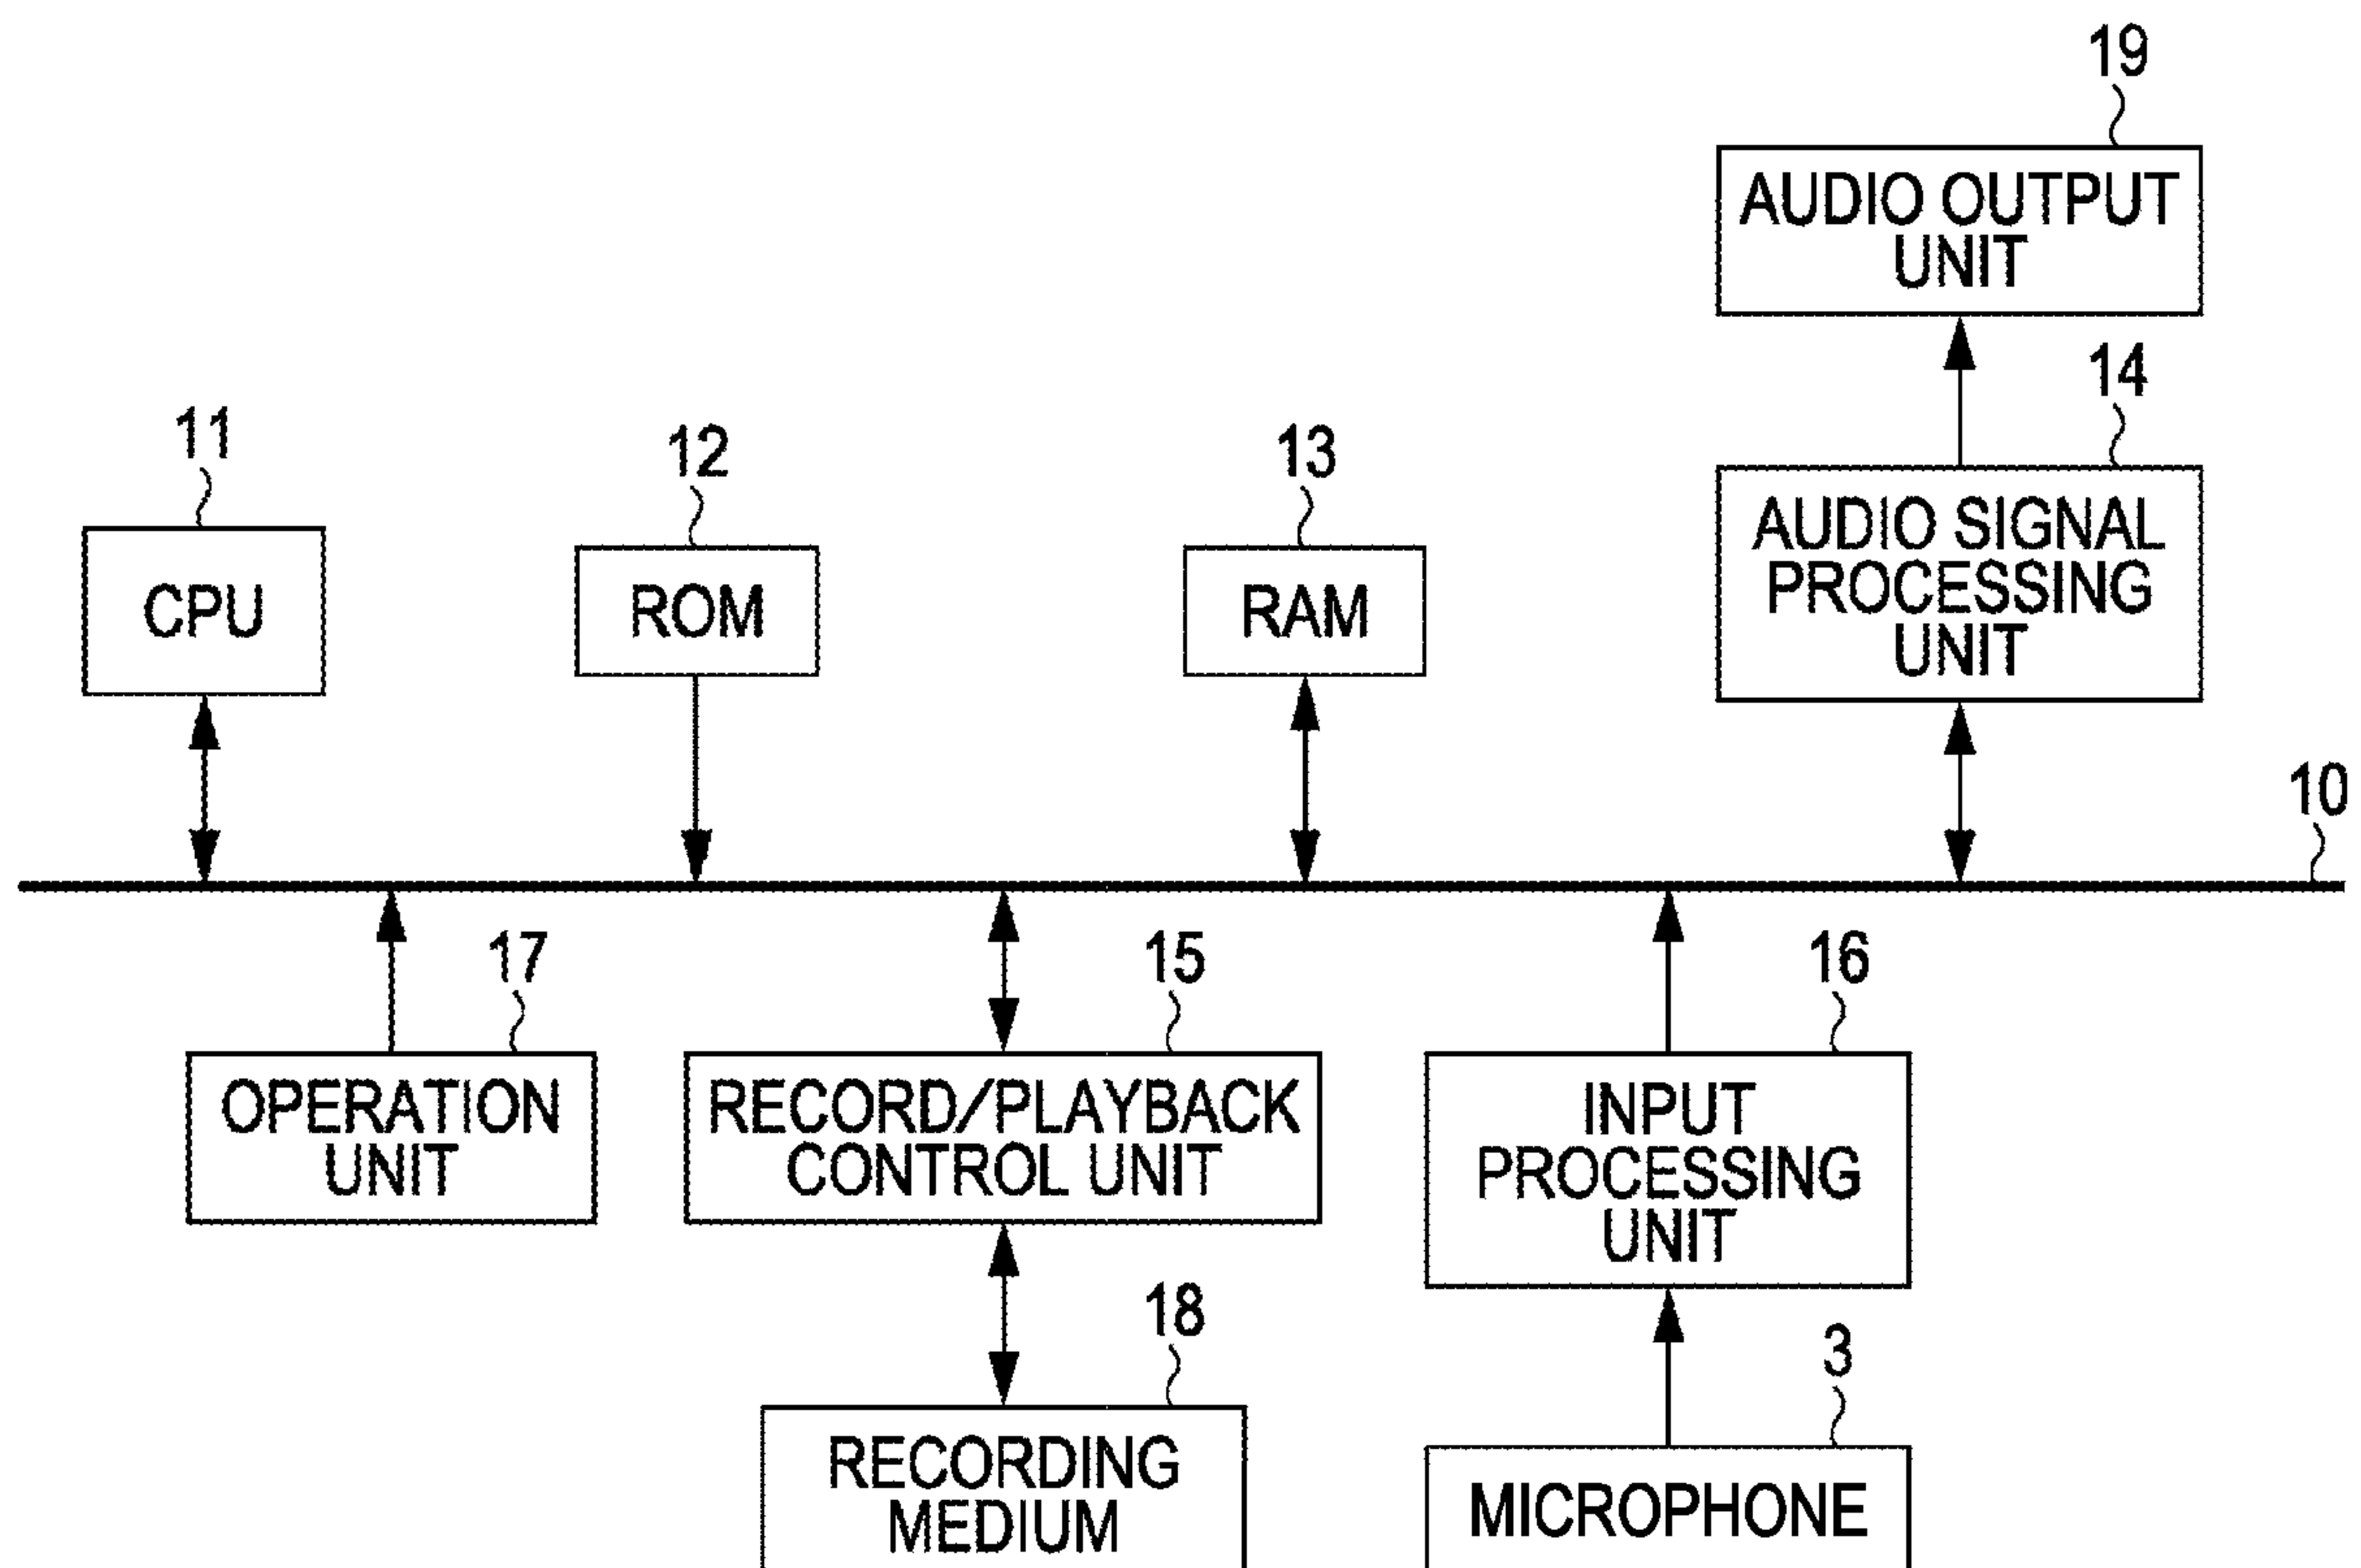 19
AUDIO OUTPUT
UNIT
14
11
12
13
AUDIO SIGNAL
PROCESSING
UNIT
CPU
ROM
RAM
10
17
15
16
OPERATION
UNIT
RECORD/PLAYBACK
CONTROL UNIT
INPUT
PROCESSING
UNIT
18
3
RECORDING
MEDIUM
MICROPHONE